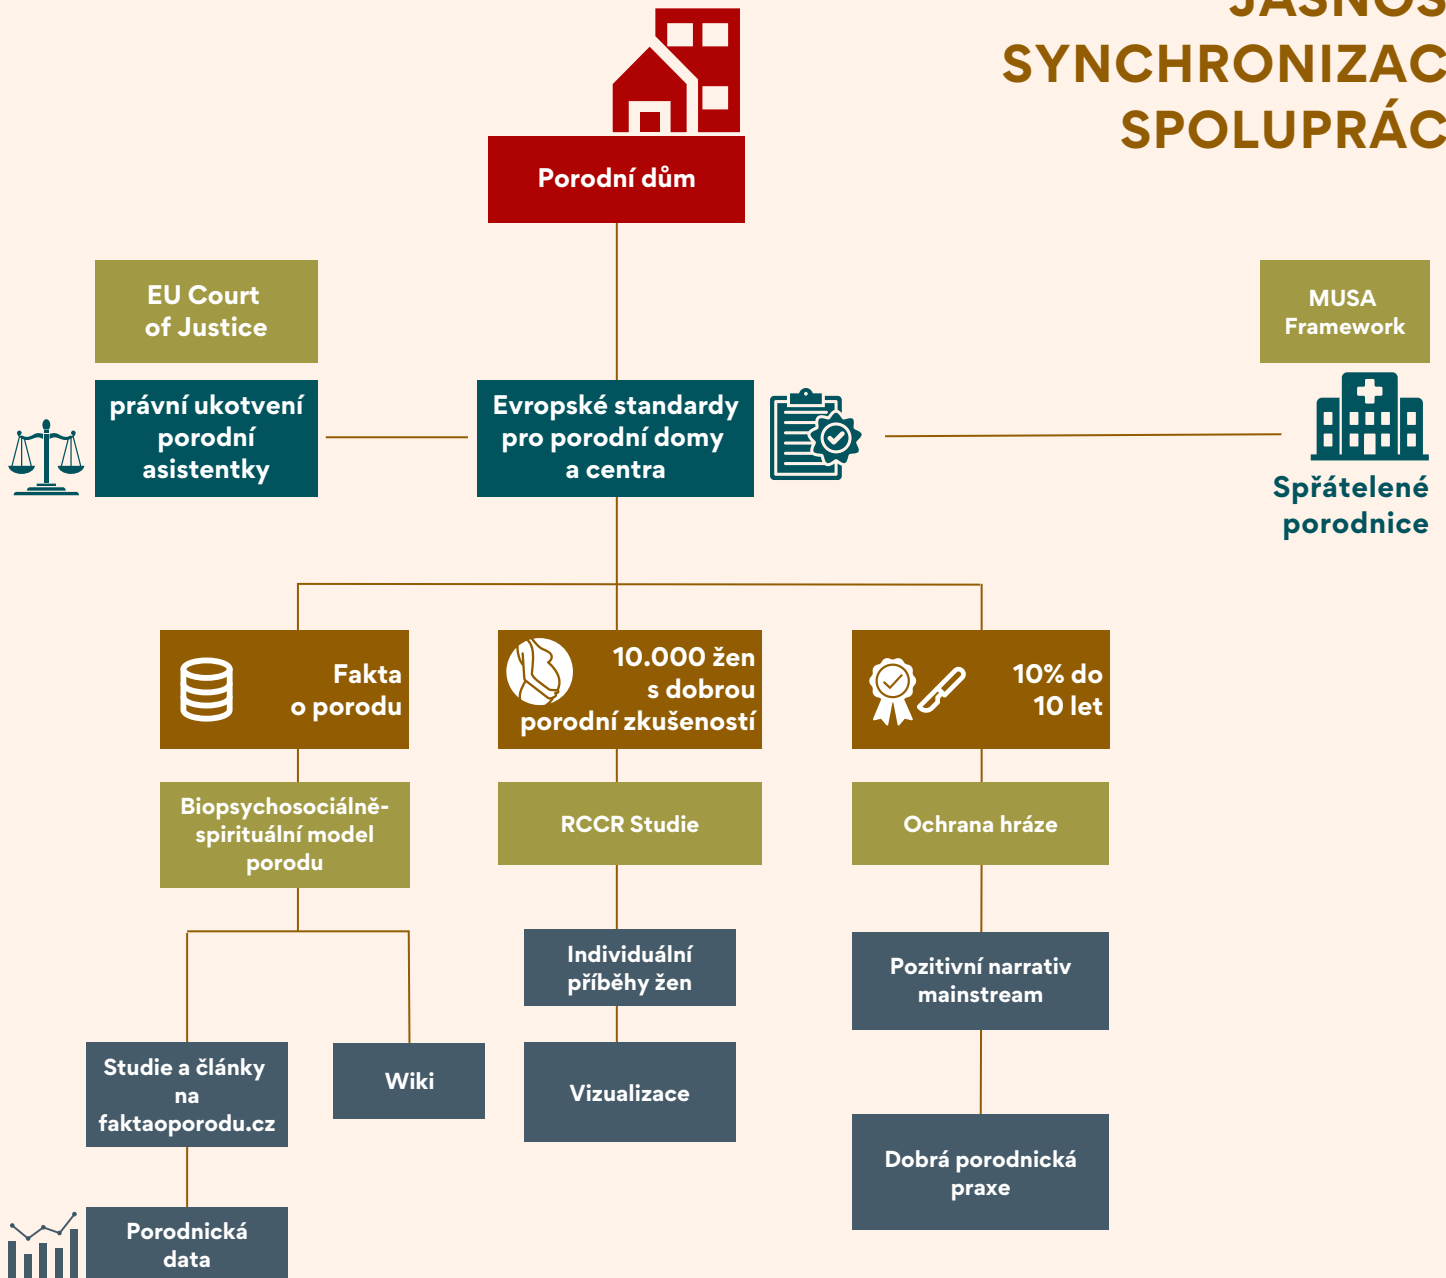 JASNOS
SYNCHRONIZAC
SPOLUPRÁC
Porodní dům
EU Court
of Justice
MUSA
Framework
právní ukotvení
porodní
asistentky
Evropské standardy
pro porodní domy
a centra
Spřátelené
porodnice
Fakta
o porodu
10.000 žen
s dobrou
porodní zkušeností
10% do
10 let
Biopsychosociálně-
spirituální model
porodu
RCCR Studie
Ochrana hráze
Individuální
příběhy žen
Pozitivní narrativ
mainstream
Studie a články
na
faktaoporodu.cz
Wiki
Vizualizace
Dobrá porodnická
praxe
Porodnická
data